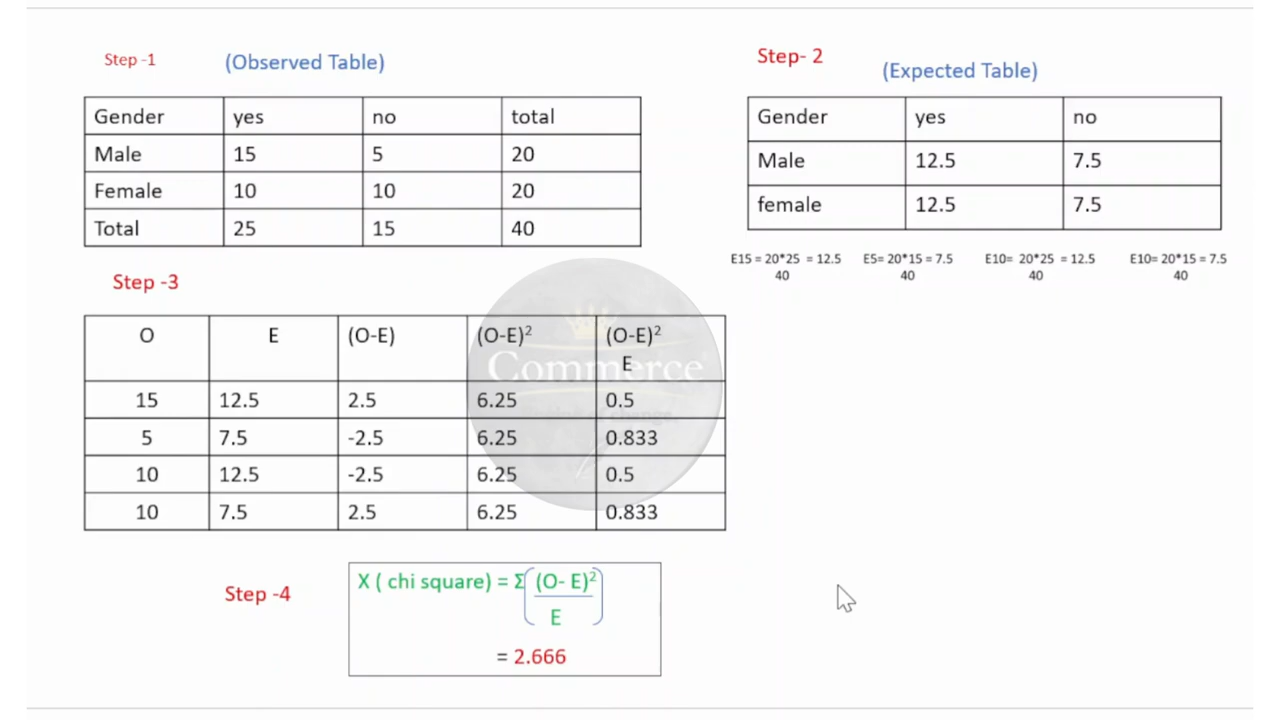 Step -1
(Observed Table)
Gender yes no total
Male 15 5 20
Female 10 10 20
Total 25 15 40
Step- 2
(Expected Table)
Gender yes no
Male 12.5 7.5
female 12.5 7.5
E15 = 20*25 = 12.5 E5= 20*15 = 7.5 E10= 20*25 = 12.5 E10= 20*15 = 7.5
40 40 40 40
Step -3
O E (O-E) (O-E)² (O-E)²
E
Commerce
15 12.5 2.5 6.25 0.5
5 7.5 -2.5 6.25 0.833
10 12.5 -2.5 6.25 0.5
10 7.5 2.5 6.25 0.833
Step -4
X ( chi square) = Σ (O- E)²
E
= 2.666